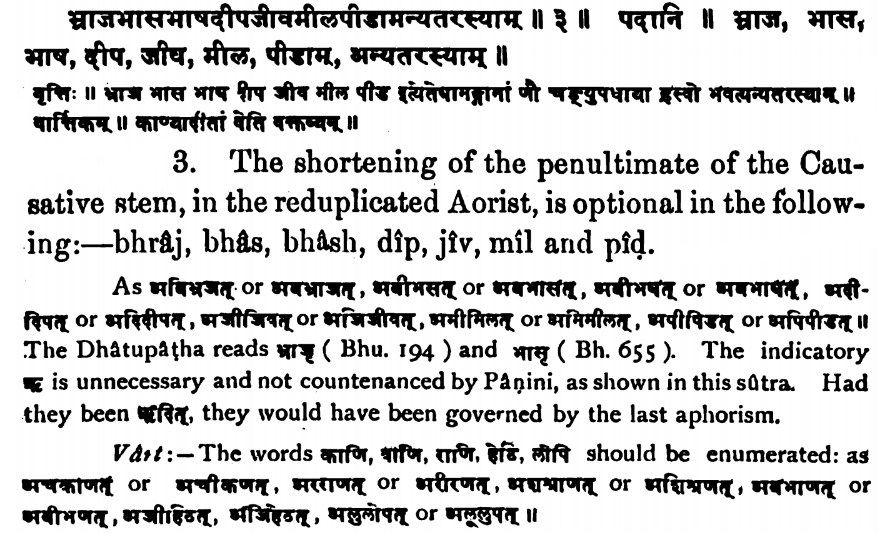 भ्राजभासभाषदीपजीवमीलपीडामन्यतरस्याम् ॥ ३ ॥ पदानि ॥ भ्राज, भास,
भाष, दीप, जीव, मील, पीडाम्, अन्यतरस्याम् ॥
वृत्तिः ॥ भ्राज भास भाष दीप जीव मील पीड इत्येतेषामङ्गानां णौ चङ्युपधाया ह्रस्वो भवत्यन्यतरस्याम् ॥
वार्त्तिकम् ॥ काण्यादीनां वेति वक्तव्यम् ॥
3. The shortening of the penultimate of the Cau-
sative stem, in the reduplicated Aorist, is optional in the follow-
ing:—bhrâj, bhâs, bhâsh, dîp, jîv, mîl and pîḍ.
As अबिभ्रजत् or अबभ्राजत्, अबीभसत् or अबभासत्, अबीभषत् or अबभाषत्, अदी-
दिपत् or अदिदीपत्, अजीजिवत् or अजिजीवत्, अमीमिलत् or अमिमीलत्, अपीपिडत् or अपिपीडत् ॥
The Dhâtupâṭha reads भ्राजृ ( Bhu. 194 ) and भासृ ( Bh. 655 ). The indicatory
ऋ is unnecessary and not countenanced by Pâṇini, as shown in this sûtra. Had
they been ऋदित्, they would have been governed by the last aphorism.
Vârt:—The words काणि, राणि, हेठि, लोपि should be enumerated: as
अचकाणत् or अचीकणत्, अरराणत् or अरीरणत्, अशश्राणत् or अशिश्रणत्, अबभाणत् or
अबीभणत्, अजीहिठत्, अजिहेठत्, अलुलोपत् or अलूलुपत् ॥